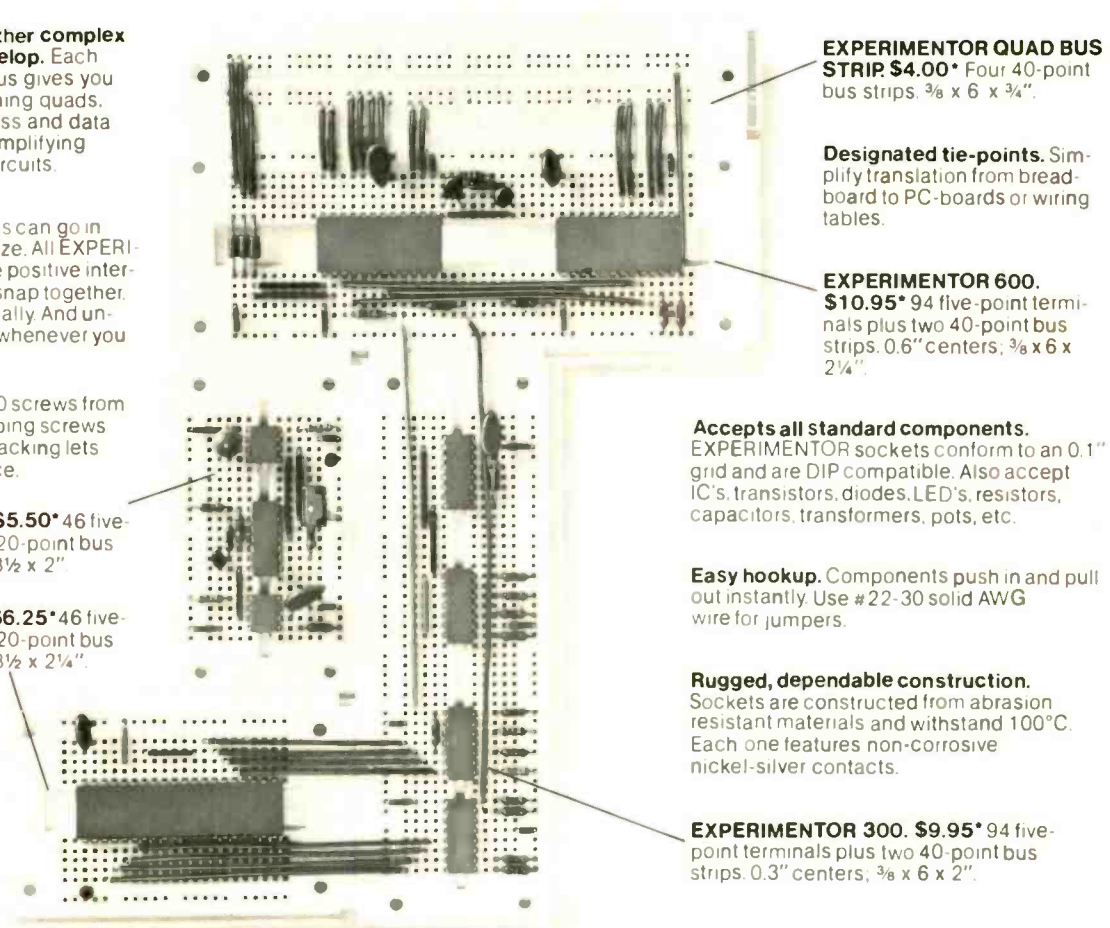 ther complex
elop. Each
us gives you
ning quads.
ss and data
mplifying
rcuits.
s can go in
ze. All EXPERI-
e positive inter-
snap together.
ally. And un-
whenever you
0 screws from
ping screws
acking lets
ce.
$5.50* 46 five-
20-point bus
3½ x 2".
$6.25* 46 five-
20-point bus
3½ x 2¼".
EXPERIMENTOR QUAD BUS
STRIP. $4.00* Four 40-point
bus strips. ⅜ x 6 x ¾".
Designated tie-points. Sim-
plify translation from bread-
board to PC-boards or wiring
tables.
EXPERIMENTOR 600.
$10.95* 94 five-point termi-
nals plus two 40-point bus
strips. 0.6" centers; ⅜ x 6 x
2¼".
Accepts all standard components.
EXPERIMENTOR sockets conform to an 0.1"
grid and are DIP compatible. Also accept
IC's, transistors, diodes, LED's, resistors,
capacitors, transformers, pots, etc.
Easy hookup. Components push in and pull
out instantly. Use #22-30 solid AWG
wire for jumpers.
Rugged, dependable construction.
Sockets are constructed from abrasion
resistant materials and withstand 100°C.
Each one features non-corrosive
nickel-silver contacts.
EXPERIMENTOR 300. $9.95* 94 five-
point terminals plus two 40-point bus
strips. 0.3" centers; ⅜ x 6 x 2".